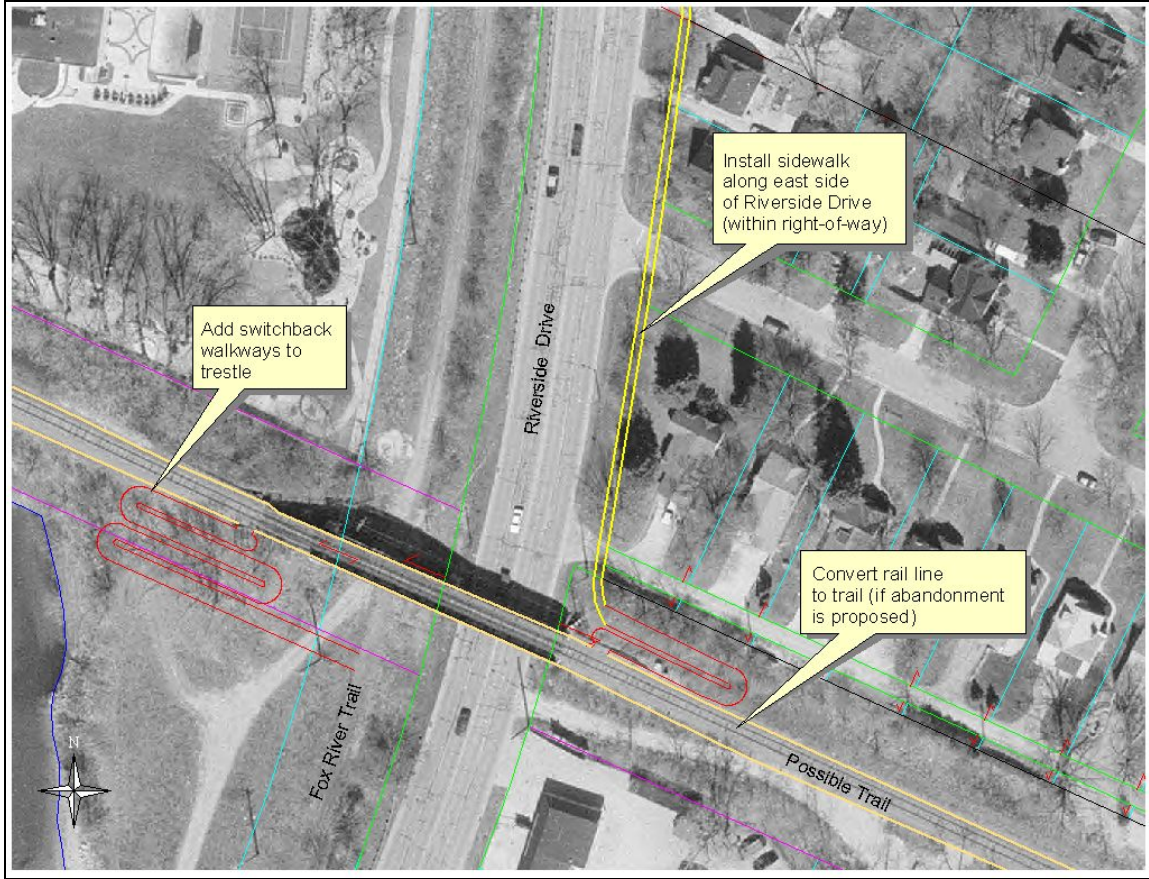 Install sidewalk
along east side
of Riverside Drive
(within right-of-way)
Add switchback
walkways to
trestle
Riverside Drive
Convert rail line
to trail (if abandonment
is proposed)
Fox River Trail
Possible Trail
N